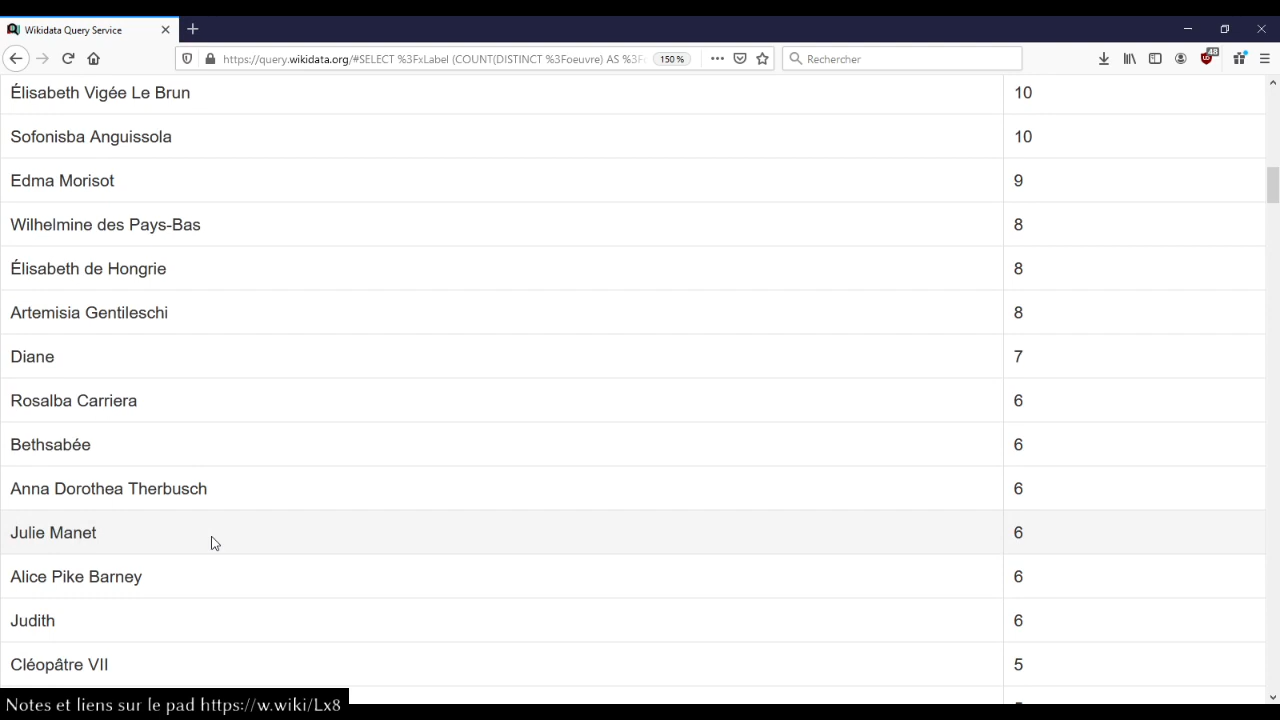 Wikidata Query Service
https://query.wikidata.org/#SELECT %3FxLabel (COUNT(DISTINCT %3Foeuvre) AS %3F
150 %
Rechercher
48
Élisabeth Vigée Le Brun 10
Sofonisba Anguissola 10
Edma Morisot 9
Wilhelmine des Pays-Bas 8
Élisabeth de Hongrie 8
Artemisia Gentileschi 8
Diane 7
Rosalba Carriera 6
Bethsabée 6
Anna Dorothea Therbusch 6
Julie Manet 6
Alice Pike Barney 6
Judith 6
Cléopâtre VII 5
Notes et liens sur le pad https://w.wiki/Lx8